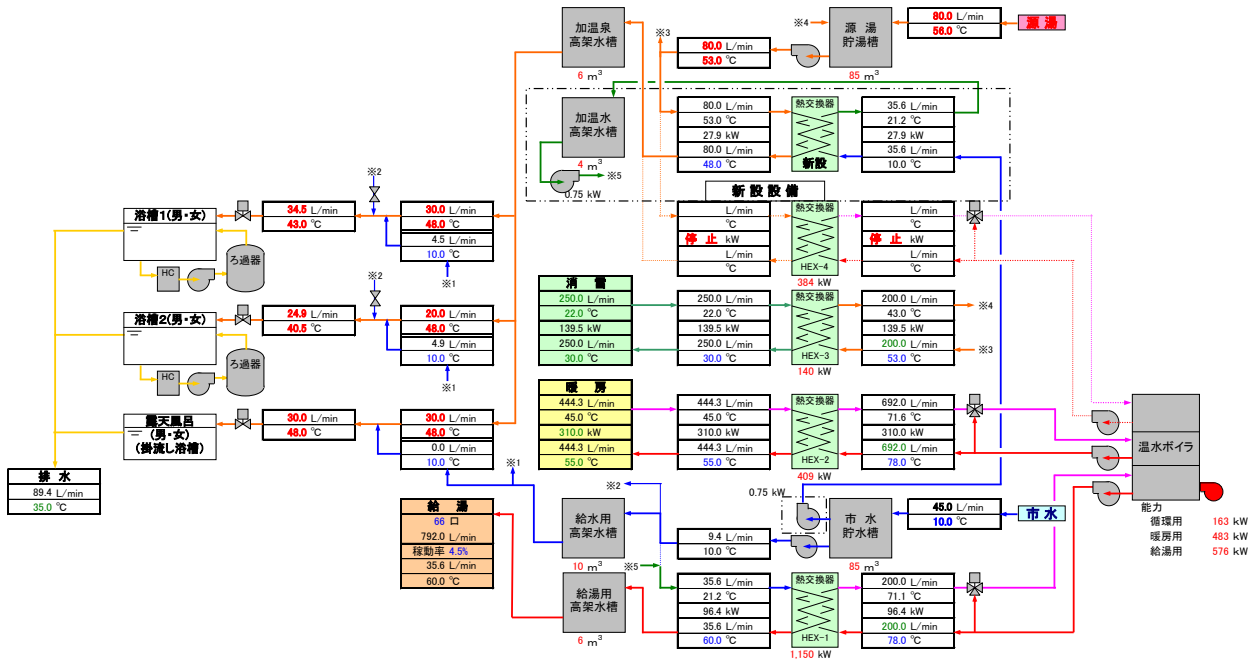 加温泉
高架水槽
6 m³
※3
80.0 L/min
53.0 ℃
※4
源 湯
貯湯槽
85 m³
80.0 L/min
56.0 ℃
源 湯
加温水
高架水槽
4 m³
※5
0.75 kW
80.0 L/min
53.0 ℃
27.9 kW
80.0 L/min
48.0 ℃
熱交換器
新設
35.6 L/min
21.2 ℃
27.9 kW
35.6 L/min
10.0 ℃
新 設 設 備
浴槽1(男・女)
HC
ろ過器
34.5 L/min
43.0 ℃
※2
30.0 L/min
48.0 ℃
4.5 L/min
10.0 ℃
※1
L/min
℃
停 止 kW
L/min
℃
熱交換器
HEX-4
384 kW
L/min
℃
停 止 kW
L/min
℃
浴槽2(男・女)
HC
ろ過器
24.9 L/min
40.5 ℃
※2
20.0 L/min
48.0 ℃
4.9 L/min
10.0 ℃
※1
消 雪
250.0 L/min
22.0 ℃
139.5 kW
250.0 L/min
30.0 ℃
250.0 L/min
22.0 ℃
139.5 kW
250.0 L/min
30.0 ℃
熱交換器
HEX-3
140 kW
200.0 L/min
43.0 ℃
139.5 kW
200.0 L/min
53.0 ℃
※4
※3
露天風呂
(男・女)
(掛流し浴槽)
30.0 L/min
48.0 ℃
30.0 L/min
48.0 ℃
0.0 L/min
10.0 ℃
※1
暖 房
444.3 L/min
45.0 ℃
310.0 kW
444.3 L/min
55.0 ℃
444.3 L/min
45.0 ℃
310.0 kW
444.3 L/min
55.0 ℃
熱交換器
HEX-2
409 kW
692.0 L/min
71.6 ℃
310.0 kW
692.0 L/min
78.0 ℃
温水ボイラ
能力
循環用 163 kW
暖房用 483 kW
給湯用 576 kW
排 水
89.4 L/min
35.0 ℃
給 湯
66 口
792.0 L/min
稼動率 4.5%
35.6 L/min
60.0 ℃
給水用
高架水槽
10 m³
※2
9.4 L/min
10.0 ℃
0.75 kW
市 水
貯水槽
85 m³
45.0 L/min
10.0 ℃
市 水
給湯用
高架水槽
6 m³
※5
35.6 L/min
21.2 ℃
96.4 kW
35.6 L/min
60.0 ℃
熱交換器
HEX-1
1,150 kW
200.0 L/min
71.1 ℃
96.4 kW
200.0 L/min
78.0 ℃